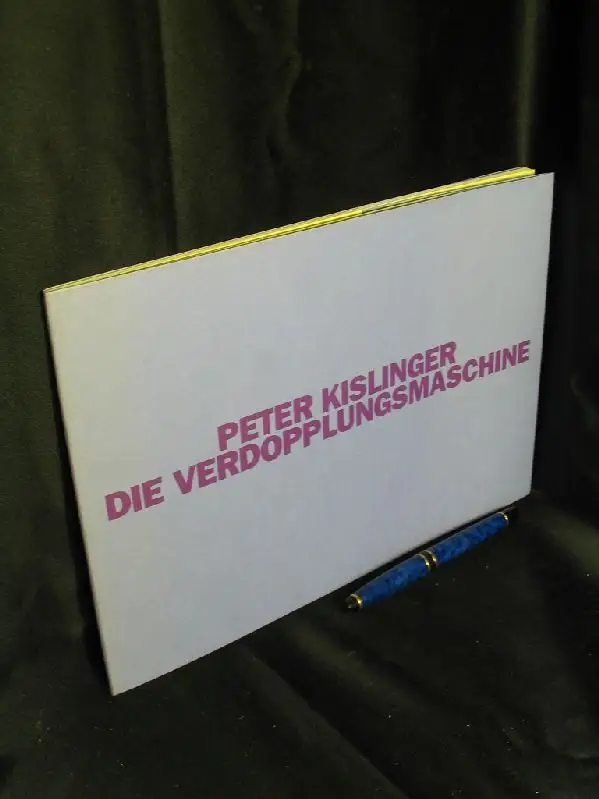 PETER KISLINGER
DIE VERDOPPLUNGSMASCHINE